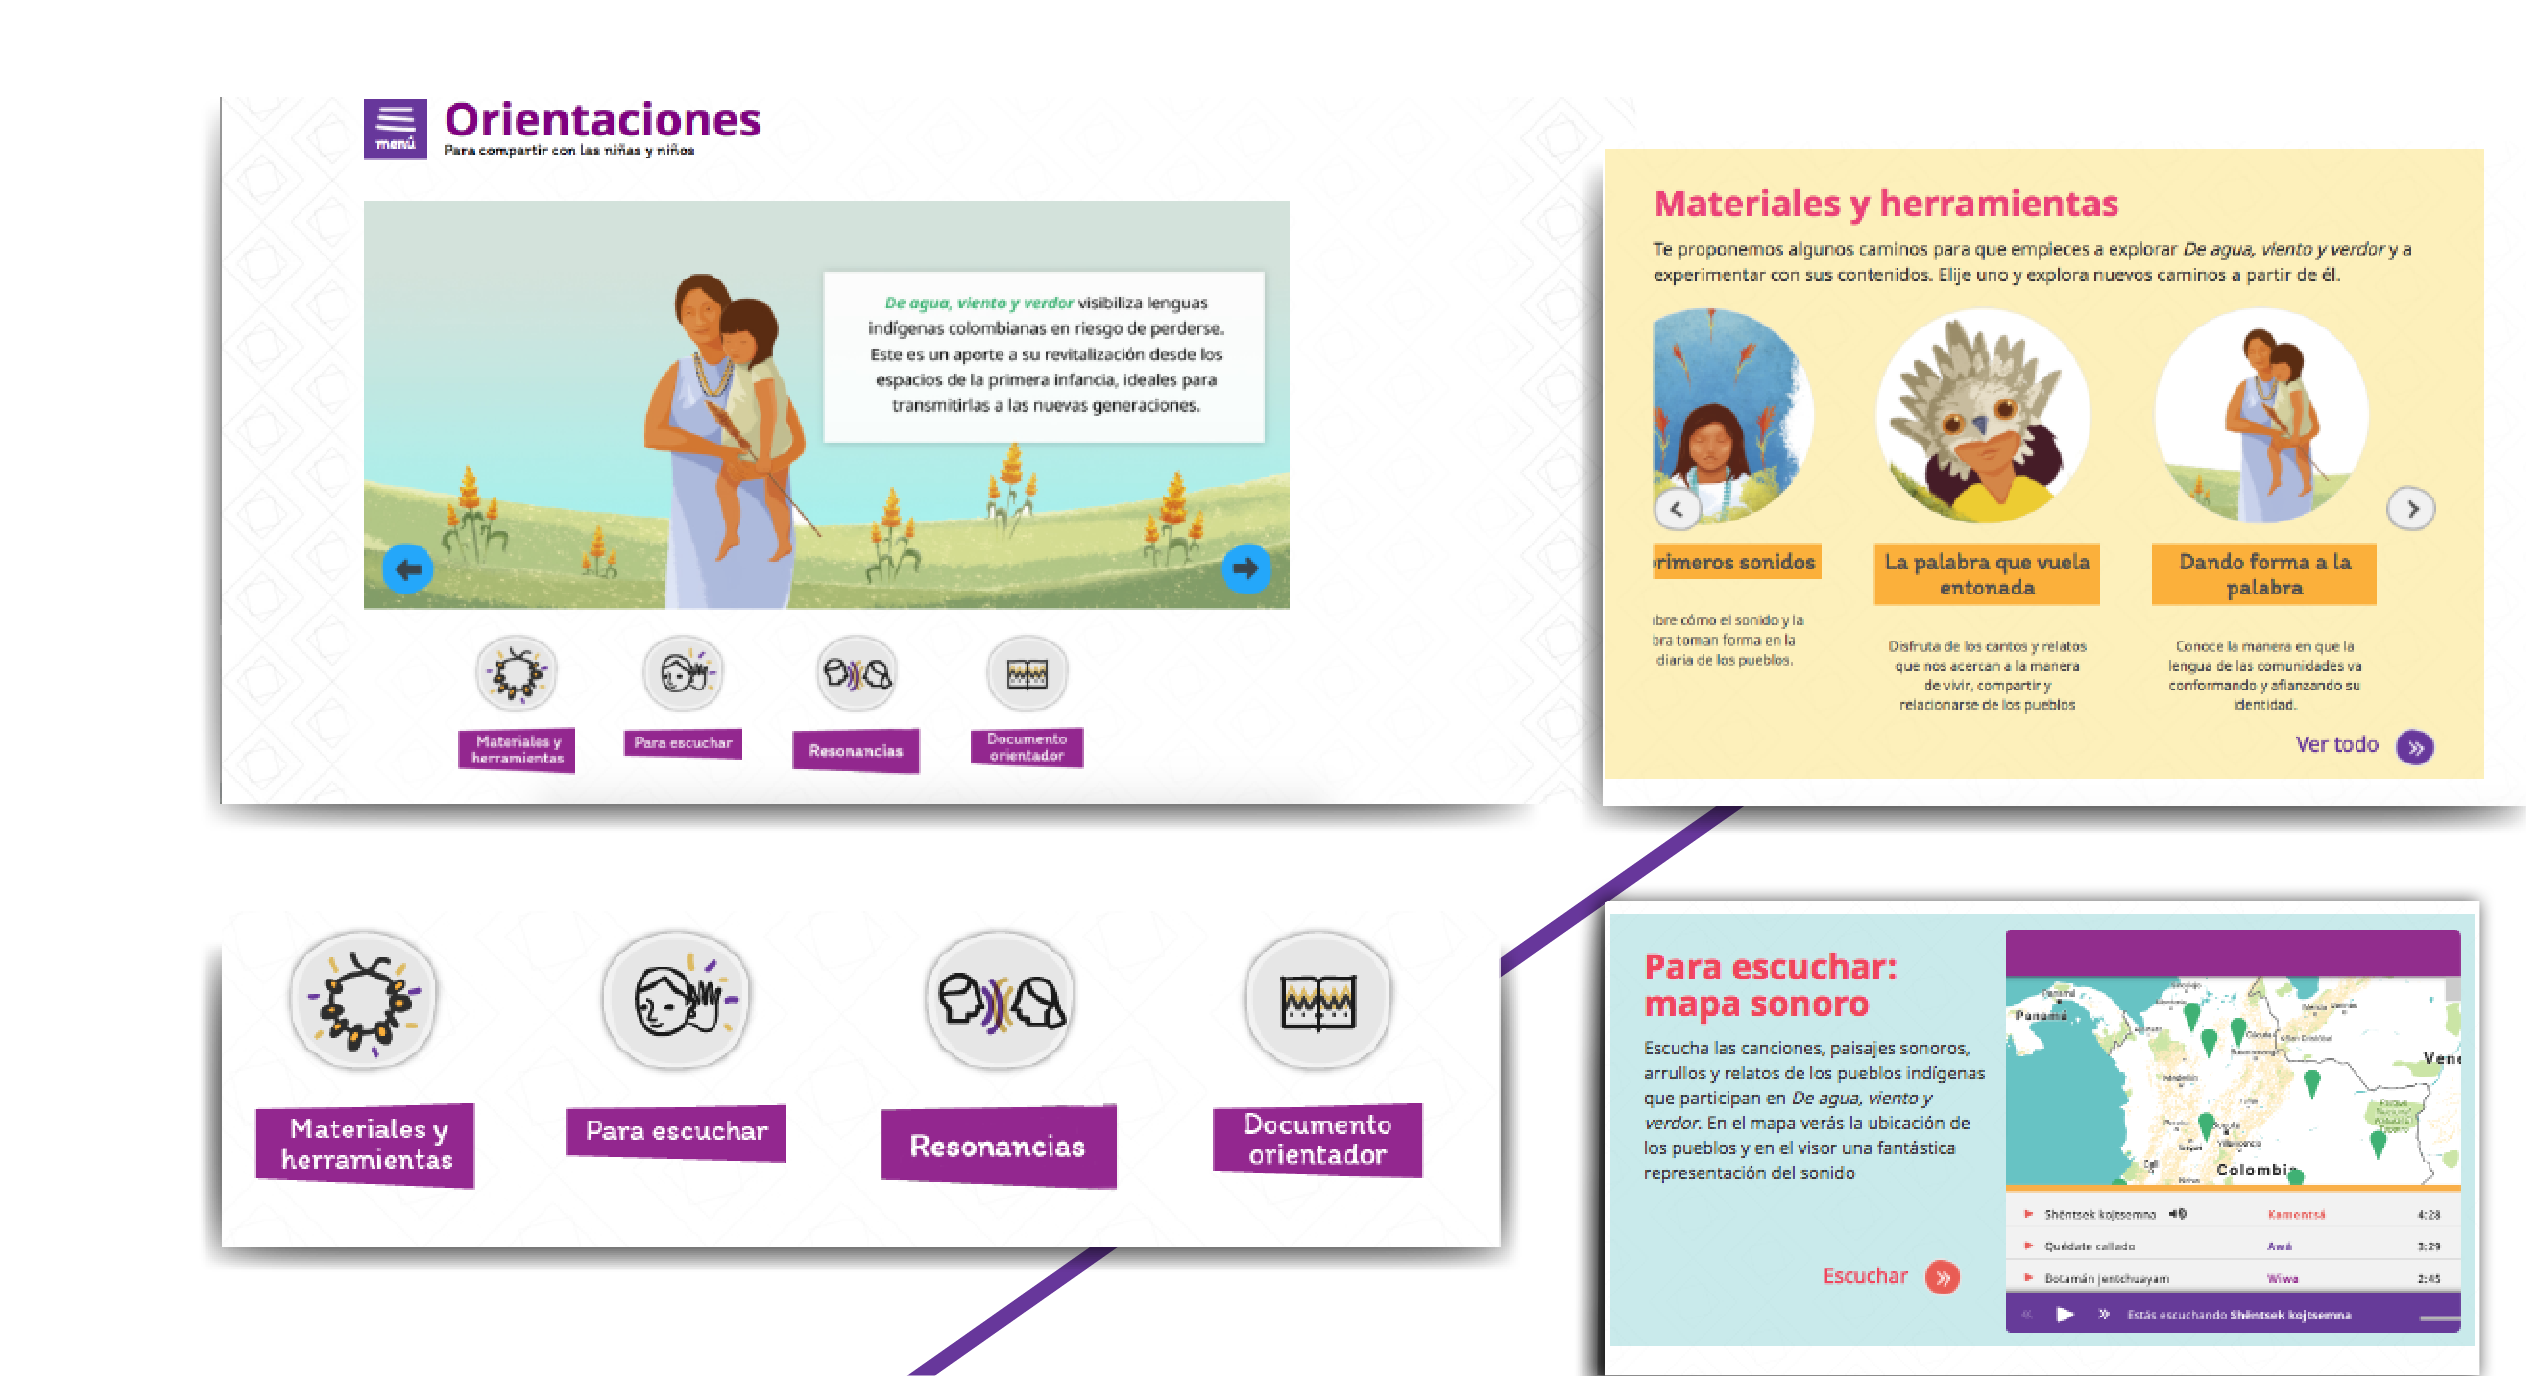 menú
Orientaciones
Para compartir con las niñas y niños
De agua, viento y verdor visibiliza lenguas
indígenas colombianas en riesgo de perderse.
Este es un aporte a su revitalización desde los
espacios de la primera infancia, ideales para
transmitirlas a las nuevas generaciones.
Materiales y
herramientas
Para escuchar
Resonancias
Documento
orientador
Materiales y herramientas
Te proponemos algunos caminos para que empieces a explorar De agua, viento y verdor y a
experimentar con sus contenidos. Elije uno y explora nuevos caminos a partir de él.
rimeros sonidos
bre cómo el sonido y la
bra toman forma en la
diaria de los pueblos.
La palabra que vuela
entonada
Disfruta de los cantos y relatos
que nos acercan a la manera
de vivir, compartir y
relacionarse de los pueblos
Dando forma a la
palabra
Conoce la manera en que la
lengua de las comunidades va
conformando y afianzando su
identidad.
Ver todo
Materiales y
herramientas
Para escuchar
Resonancias
Documento
orientador
Para escuchar:
mapa sonoro
Escucha las canciones, paisajes sonoros,
arrullos y relatos de los pueblos indígenas
que participan en De agua, viento y
verdor. En el mapa verás la ubicación de
los pueblos y en el visor una fantástica
representación del sonido
Escuchar
Panamá
Vene
Medellín
Cali
Colombia
Shëntsek kojtsemna Kamentsá 4:28
Quédate callado Awá 3:29
Botamán jentchuayam Wiwa 2:45
Estás escuchando Shëntsek kojtsemna